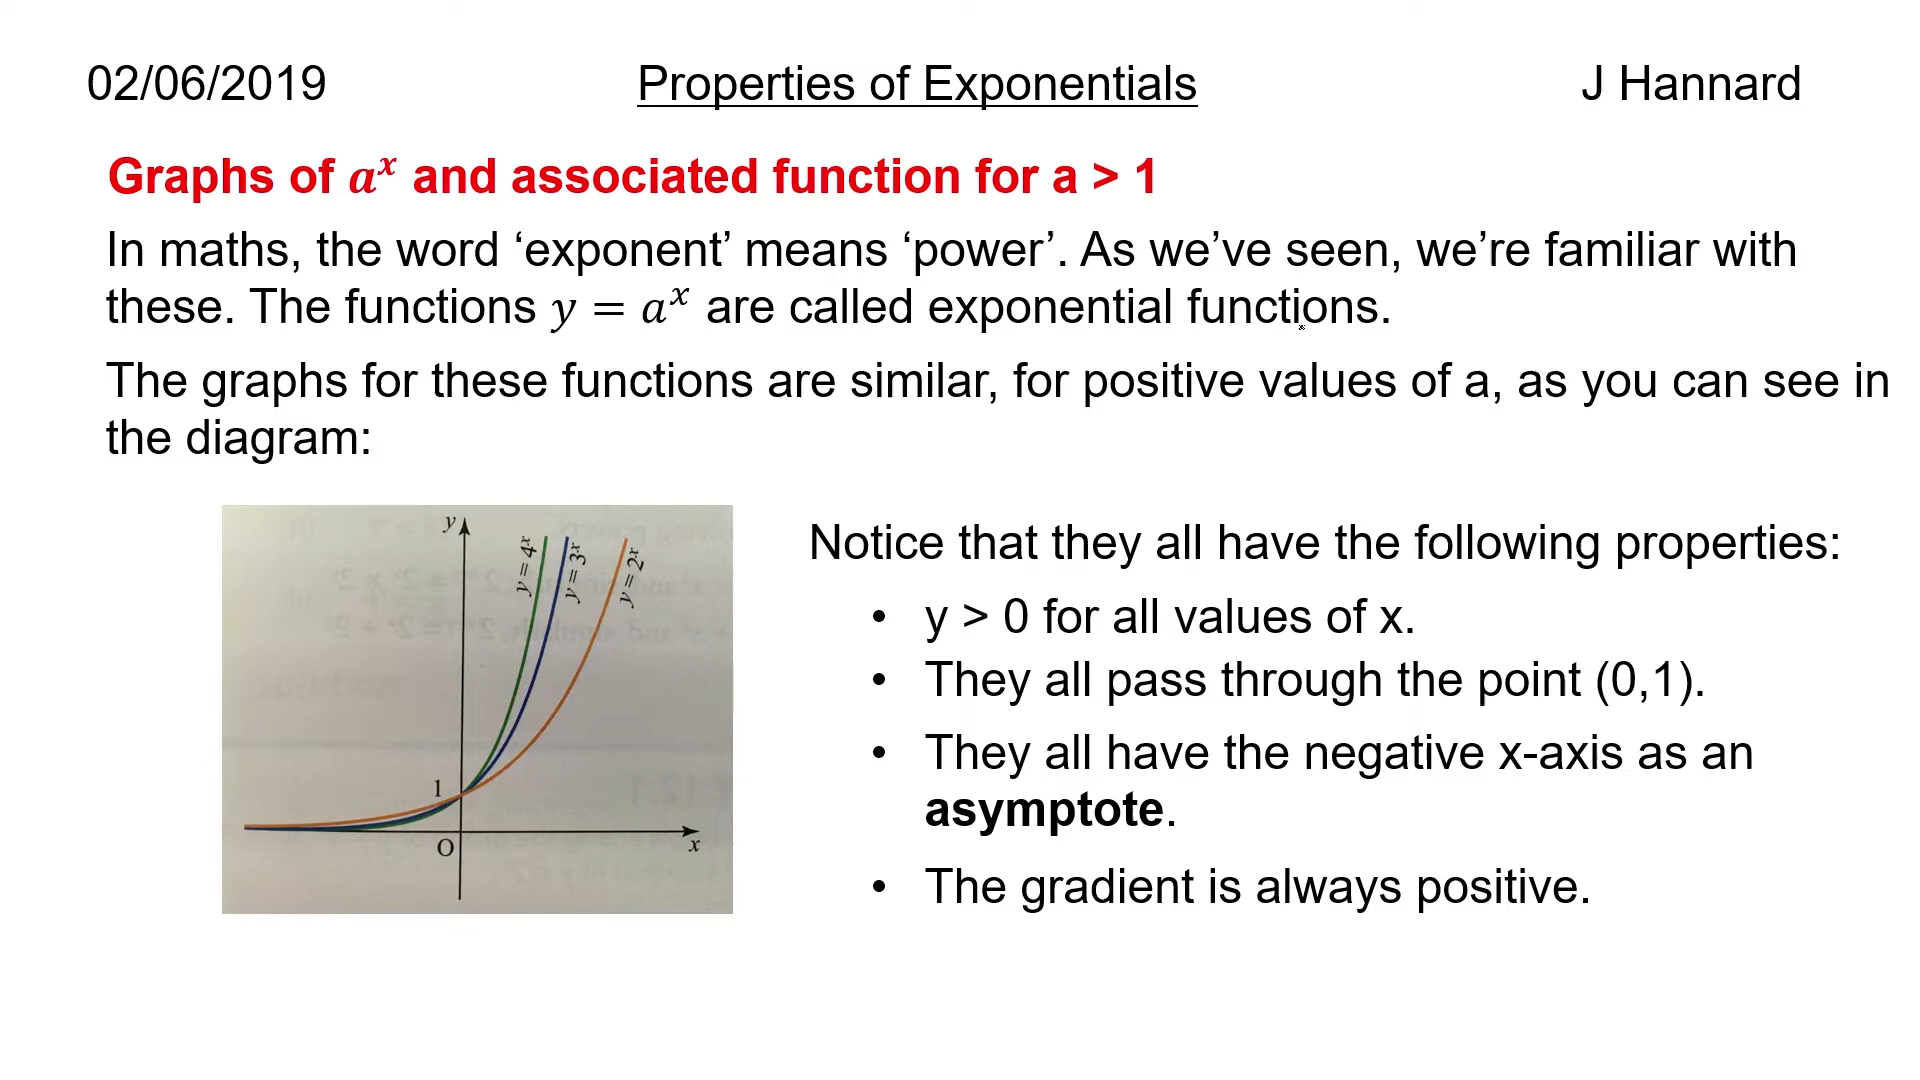 02/06/2019 Properties of Exponentials J Hannard
Graphs of aˣ and associated function for a > 1
In maths, the word ‘exponent’ means ‘power’. As we’ve seen, we’re familiar with
these. The functions y = aˣ are called exponential functions.
The graphs for these functions are similar, for positive values of a, as you can see in
the diagram:
y
y = 4ˣ
y = 3ˣ
y = 2ˣ
1
O
x
Notice that they all have the following properties:
• y > 0 for all values of x.
• They all pass through the point (0,1).
• They all have the negative x-axis as an
asymptote.
• The gradient is always positive.